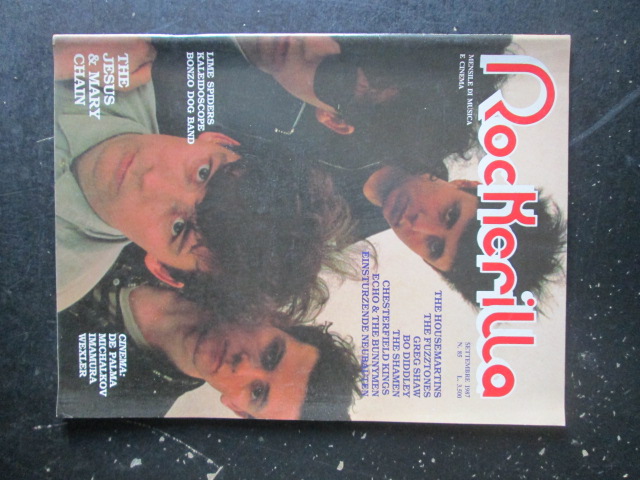 Rockerilla
MENSILE DI MUSICA
E CINEMA
SETTEMBRE 1987
N. 85 L. 3.500
THE HOUSEMARTINS
THE FUZZTONES
GREG SHAW
BO DIDDLEY
THE SHAMEN
CHESTERFIELD KINGS
ECHO & THE BUNNYMEN
EINSTURZENDE NEUBAUTEN
LIME SPIDERS
KALEIDOSCOPE
BONZO DOG BAND
THE
JESUS
& MARY
CHAIN
CINEMA:
DE PALMA
MICHALKOV
IMAMURA
WEXLER